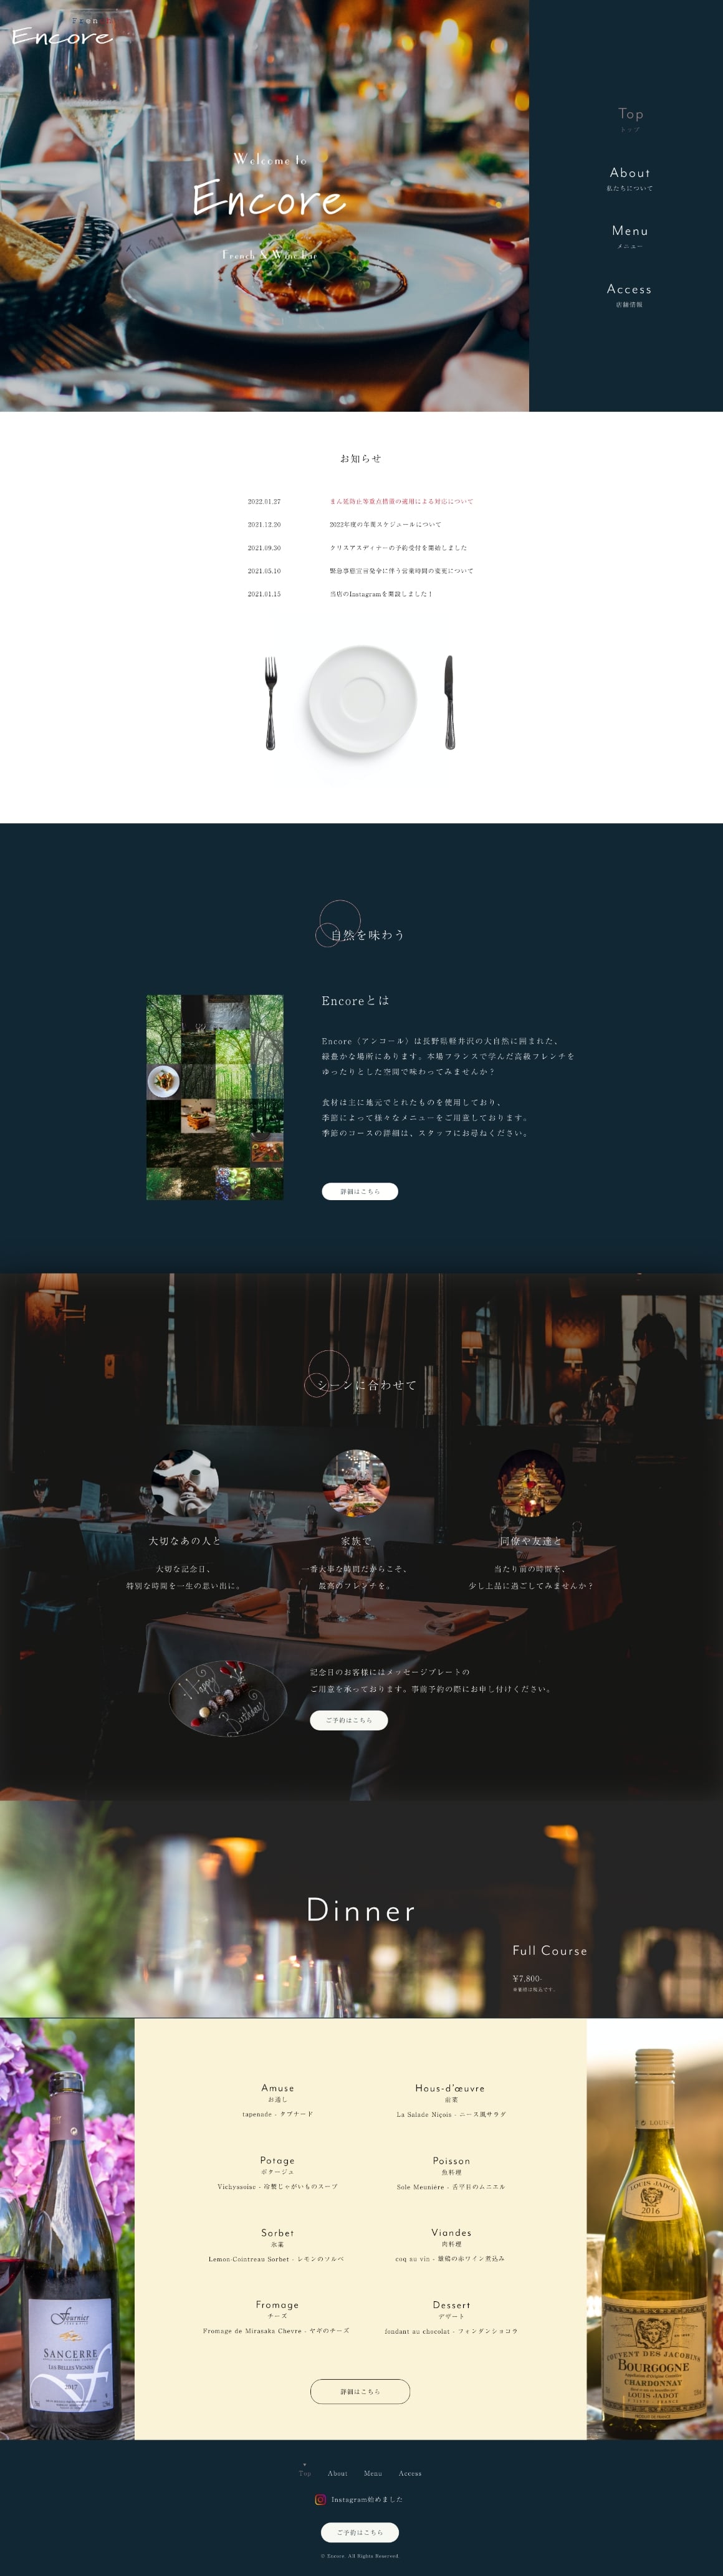 Encore
Welcome to
Encore
French & Wine Bar
Top
トップ
About
私たちについて
Menu
メニュー
Access
店舗情報
お知らせ
2022.01.27 まん延防止等重点措置の適用による対応について
2021.12.20 2022年度の年賀スケジュールについて
2021.09.30 クリスアスディナーの予約受付を開始しました
2021.05.10 緊急事態宣言発令に伴う営業時間の変更について
2021.01.15 当店のInstagramを開設しました！
自然を味わう
Encoreとは
Encore（アンコール）は長野県軽井沢の大自然に囲まれた、
緑豊かな場所にあります。本場フランスで学んだ高級フレンチを
ゆったりとした空間で味わってみませんか？
食材は主に地元でとれたものを使用しており、
季節によって様々なメニューをご用意しております。
季節のコースの詳細は、スタッフにお尋ねください。
詳細はこちら
シーンに合わせて
大切なあの人と
大切な記念日、
特別な時間を一生の思い出に。
家族で
一番大事な時間だからこそ、
最高のフレンチを。
同僚や友達と
当たり前の時間を、
少し上品に過ごしてみませんか？
Happy
Birthday
記念日のお客様にはメッセージプレートの
ご用意を承っております。事前予約の際にお申し付けください。
ご予約はこちら
Dinner
Full Course
¥7,800-
※価格は税込です。
Amuse
お通し
tapenade - タプナード
Hous-d'œuvre
前菜
La Salade Niçois - ニース風サラダ
Potage
ポタージュ
Vichyssoise - 冷製じゃがいものスープ
Poisson
魚料理
Sole Meunière - 舌平目のムニエル
Sorbet
氷菓
Lemon-Cointreau Sorbet - レモンのソルベ
Viandes
肉料理
coq au vin - 雄鶏の赤ワイン煮込み
Fromage
チーズ
Fromage de Mirasaka Chevre - ヤギのチーズ
Dessert
デザート
fondant au chocolat - フォンダンショコラ
詳細はこちら
Fournier
SANCERRE
LES BELLES VIGNES
2017
LOUIS JADOT
2016
COUVENT DES JACOBINS
BOURGOGNE
CHARDONNAY
LOUIS JADOT
Top About Menu Access
Instagram始めました
ご予約はこちら
© Encore All Rights Reserved